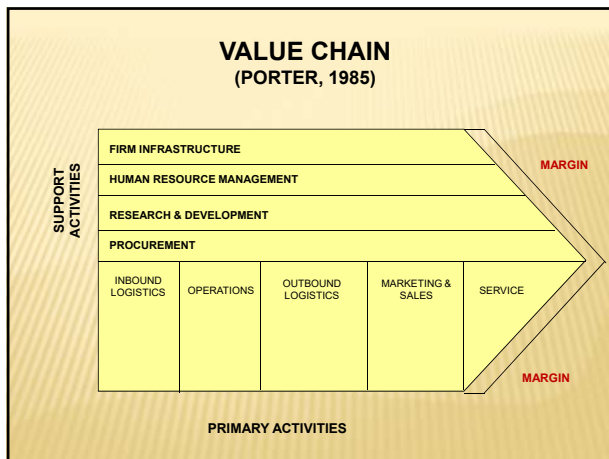 VALUE CHAIN
(PORTER, 1985)
SUPPORT
ACTIVITIES
FIRM INFRASTRUCTURE
HUMAN RESOURCE MANAGEMENT
RESEARCH & DEVELOPMENT
PROCUREMENT
MARGIN
INBOUND
LOGISTICS
OPERATIONS
OUTBOUND
LOGISTICS
MARKETING &
SALES
SERVICE
MARGIN
PRIMARY ACTIVITIES